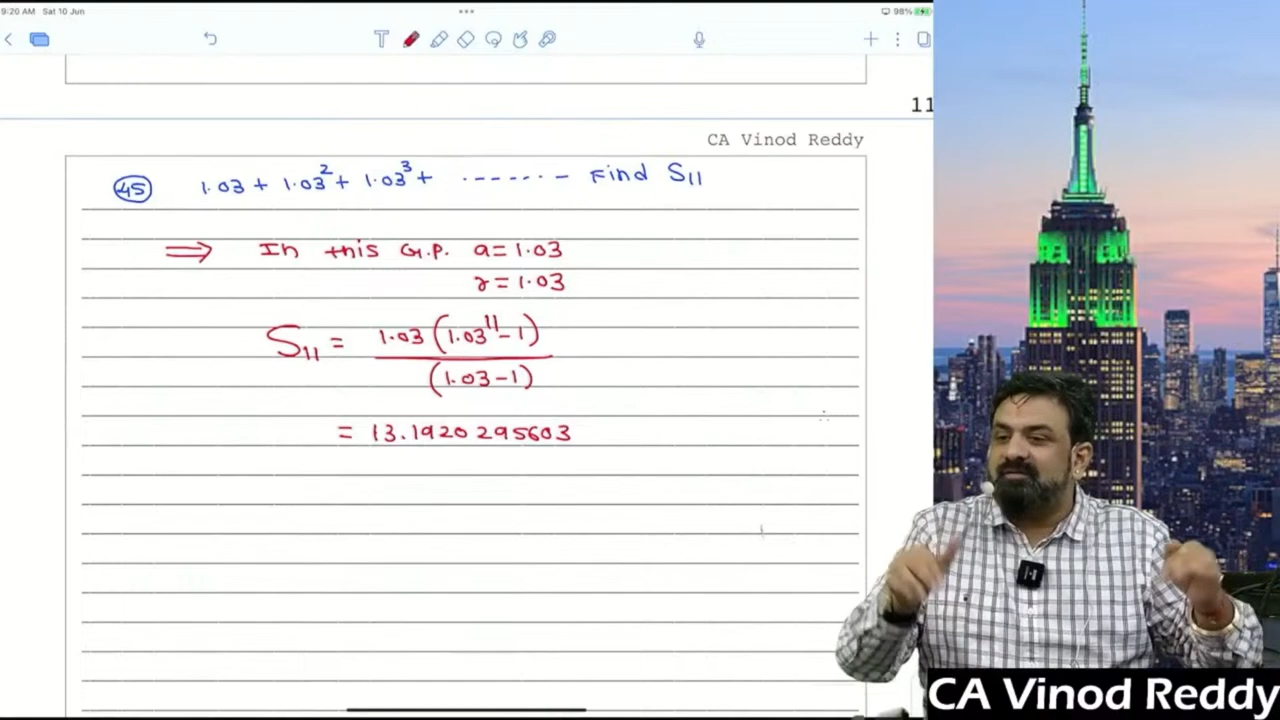 9:20 AM Sat 10 Jun
98%
11
CA Vinod Reddy
45 1.03 + 1.03² + 1.03³ + ------- Find S₁₁
⇒ In this G.P. a = 1.03
r = 1.03
S₁₁ = 1.03 (1.03¹¹ - 1)
(1.03 - 1)
= 13.1920295603
CA Vinod Reddy